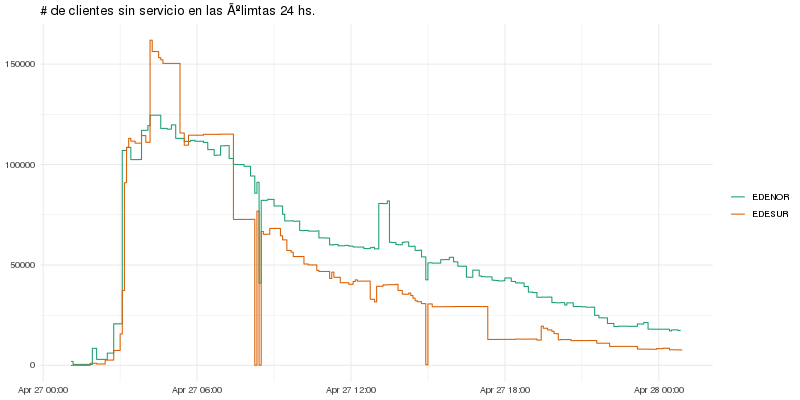 # de clientes sin servicio en las Ãºlimtas 24 hs.
150000
100000
50000
0
Apr 27 00:00
Apr 27 06:00
Apr 27 12:00
Apr 27 18:00
Apr 28 00:00
EDENOR
EDESUR